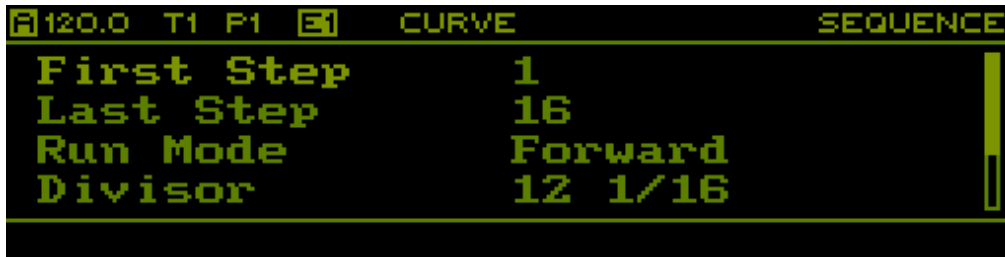 A 120.0 T1 P1 E1 CURVE SEQUENCE
First Step 1
Last Step 16
Run Mode Forward
Divisor 12 1/16